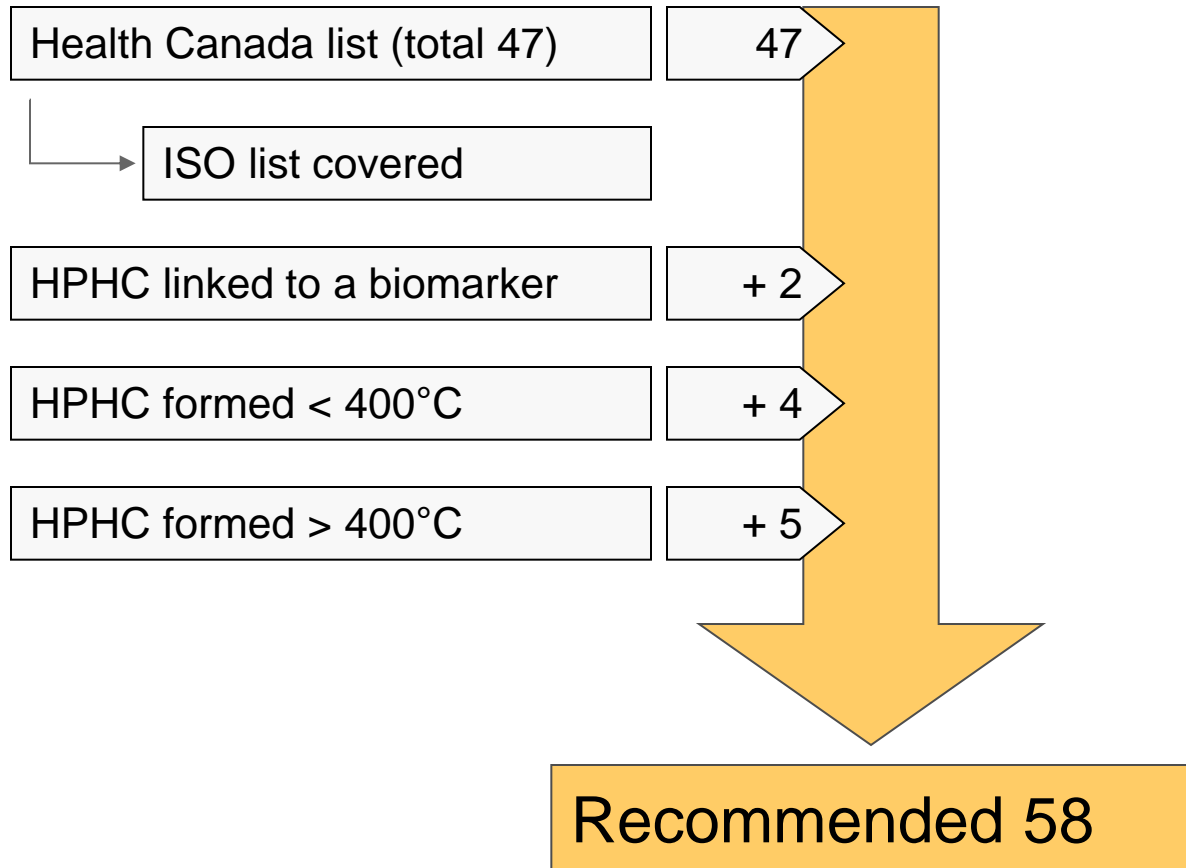 Health Canada list (total 47) 47
ISO list covered
HPHC linked to a biomarker + 2
HPHC formed < 400°C + 4
HPHC formed > 400°C + 5
Recommended 58